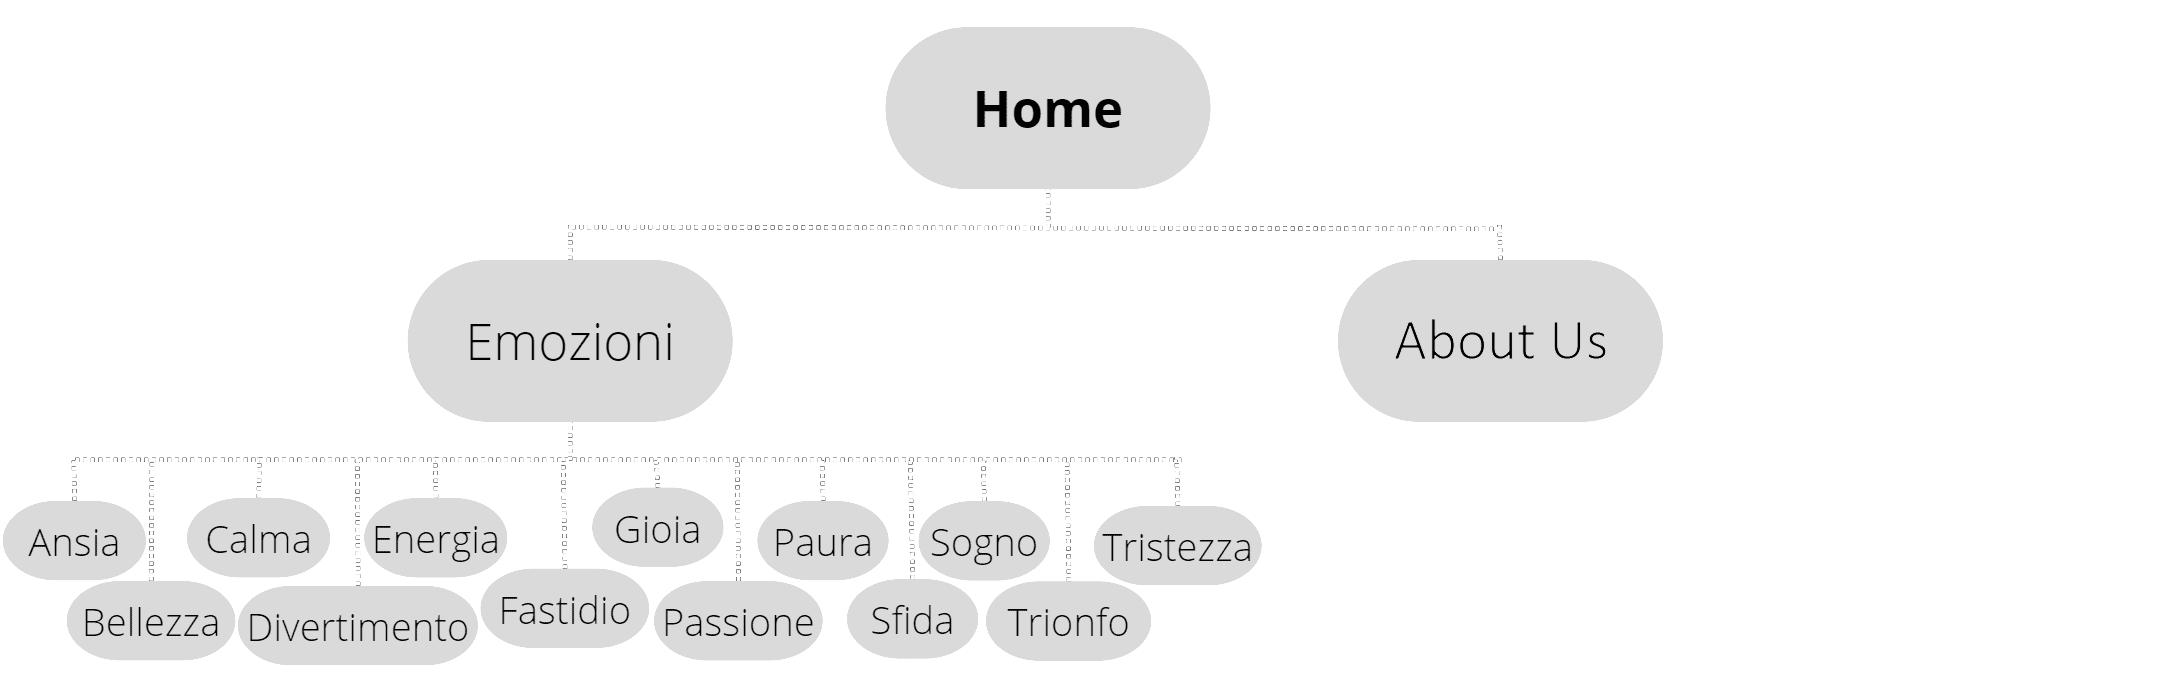 Home
Emozioni
About Us
Ansia
Calma
Energia
Gioia
Paura
Sogno
Tristezza
Bellezza
Divertimento
Fastidio
Passione
Sfida
Trionfo